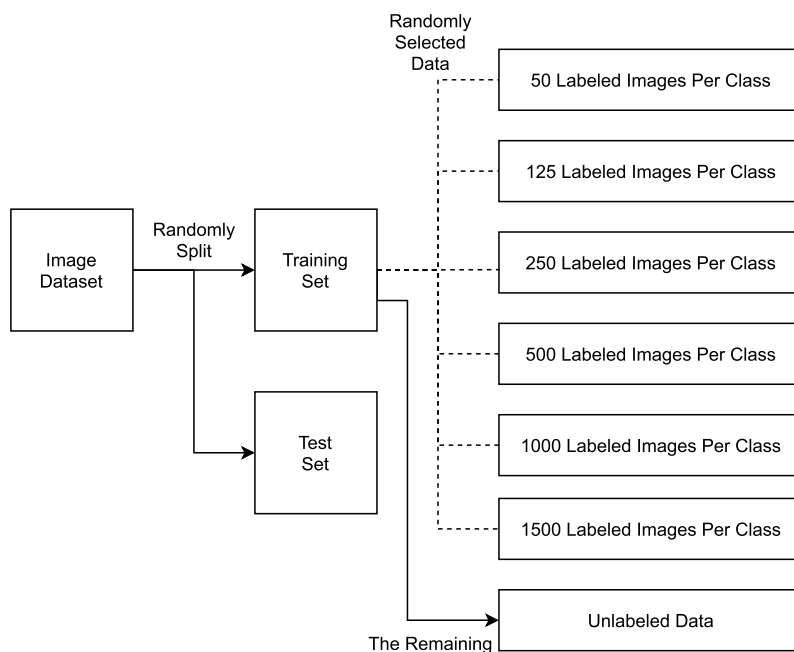 Randomly
Selected
Data
50 Labeled Images Per Class
125 Labeled Images Per Class
Randomly
Split
Image
Dataset
Training
Set
250 Labeled Images Per Class
500 Labeled Images Per Class
Test
Set
1000 Labeled Images Per Class
1500 Labeled Images Per Class
Unlabeled Data
The Remaining